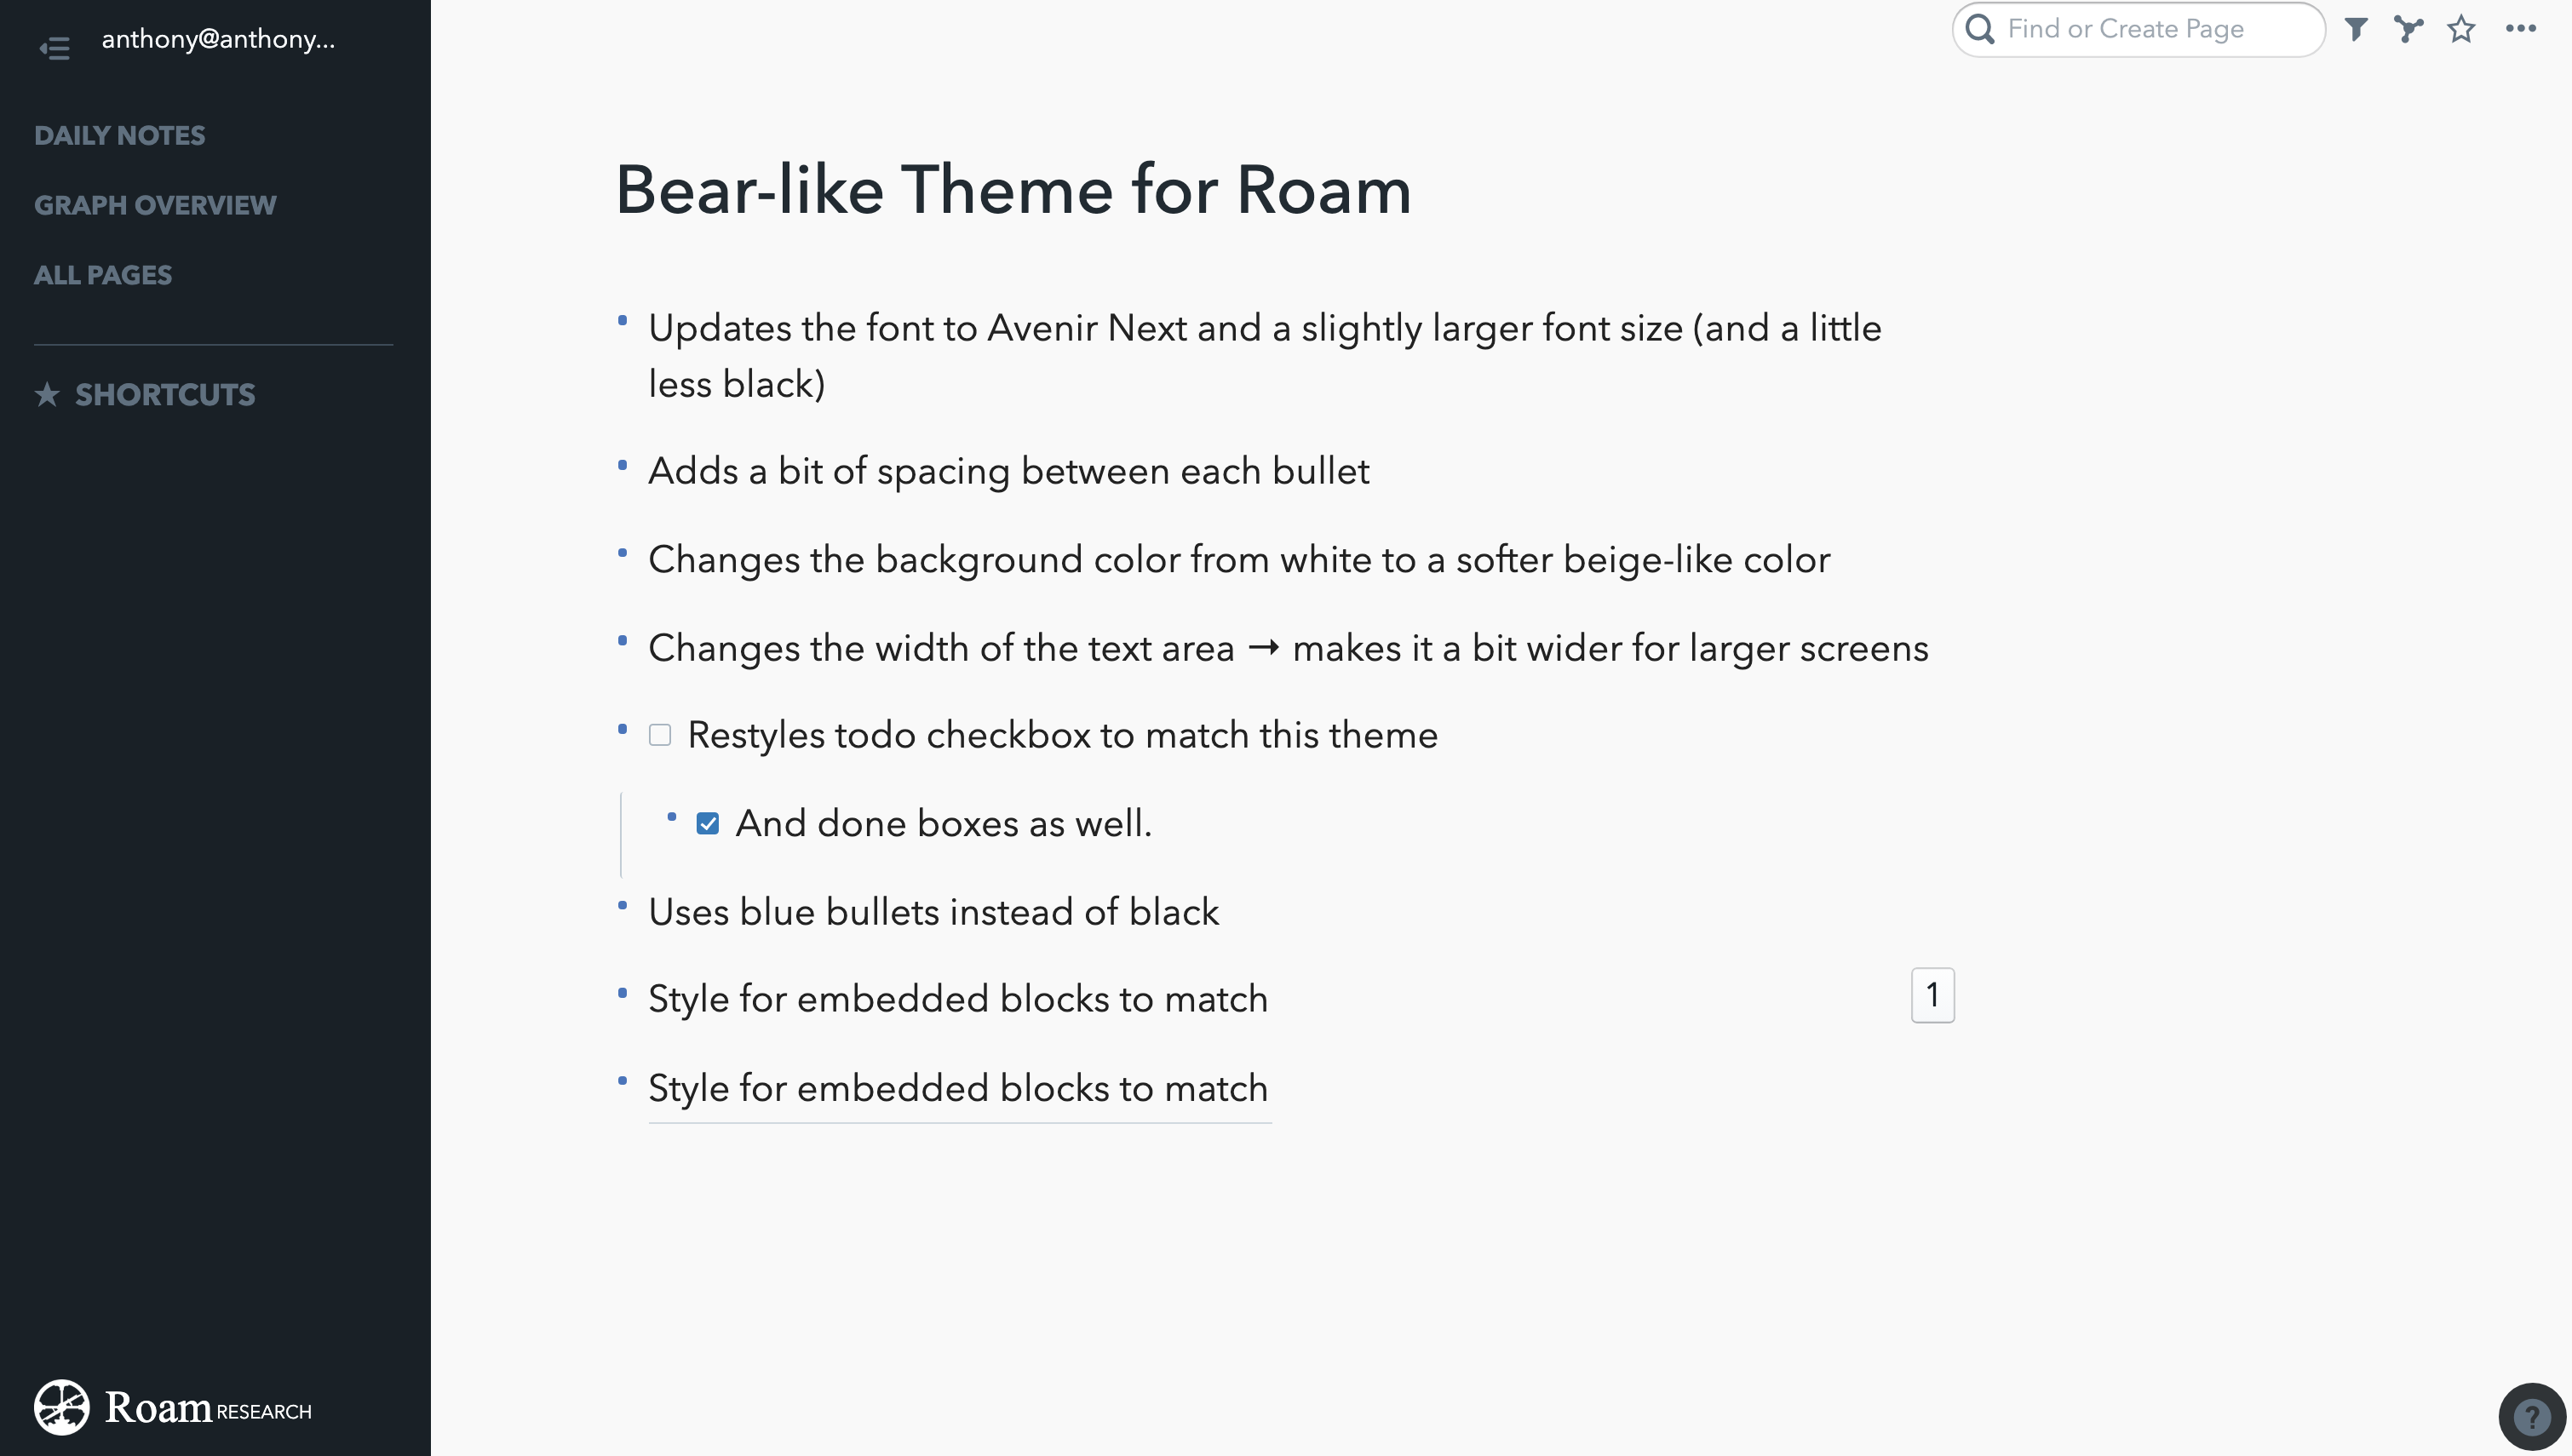 anthony@anthony...
DAILY NOTES
GRAPH OVERVIEW
ALL PAGES
★ SHORTCUTS
Roam RESEARCH
Find or Create Page
Bear-like Theme for Roam
Updates the font to Avenir Next and a slightly larger font size (and a little
less black)
Adds a bit of spacing between each bullet
Changes the background color from white to a softer beige-like color
Changes the width of the text area → makes it a bit wider for larger screens
Restyles todo checkbox to match this theme
And done boxes as well.
Uses blue bullets instead of black
Style for embedded blocks to match
1
Style for embedded blocks to match
?